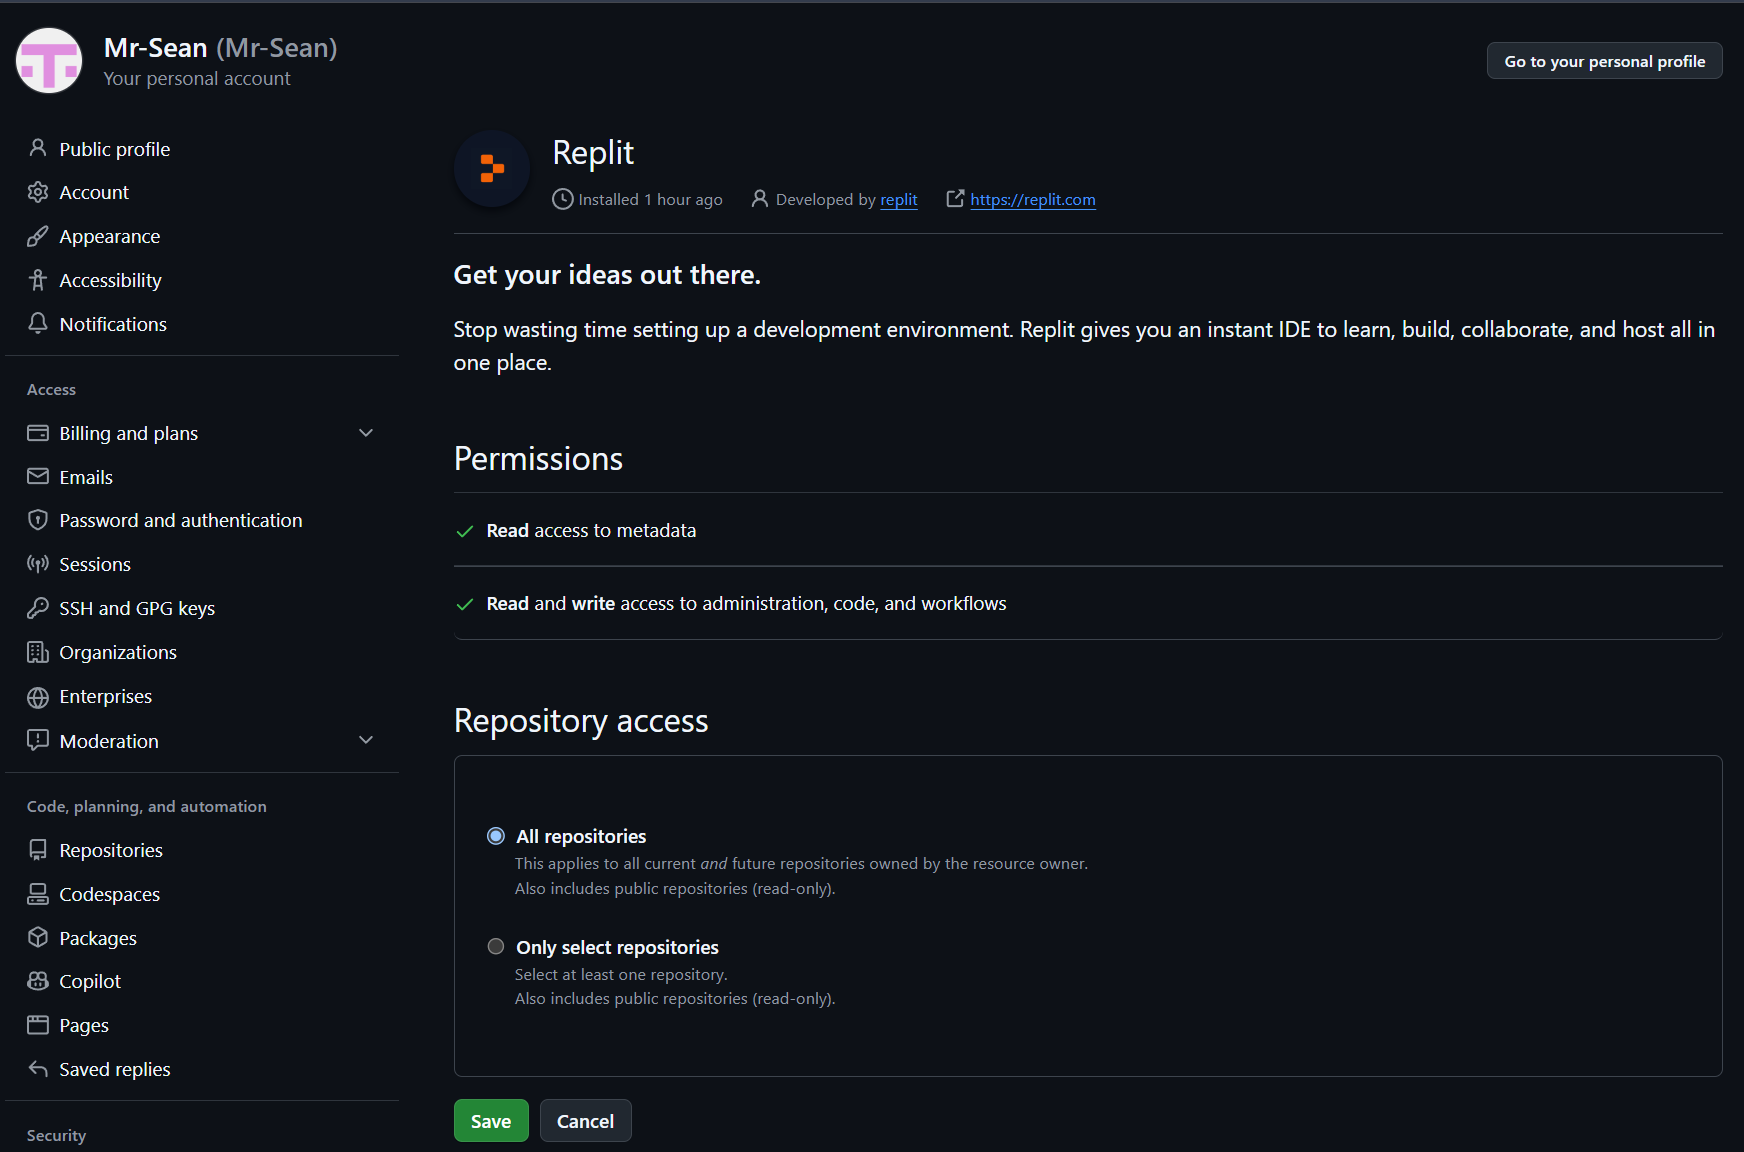 Mr-Sean (Mr-Sean)
Your personal account
Go to your personal profile
Public profile
Account
Appearance
Accessibility
Notifications
Access
Billing and plans
Emails
Password and authentication
Sessions
SSH and GPG keys
Organizations
Enterprises
Moderation
Code, planning, and automation
Repositories
Codespaces
Packages
Copilot
Pages
Saved replies
Security
Replit
Installed 1 hour ago
Developed by replit
https://replit.com
Get your ideas out there.
Stop wasting time setting up a development environment. Replit gives you an instant IDE to learn, build, collaborate, and host all in
one place.
Permissions
Read access to metadata
Read and write access to administration, code, and workflows
Repository access
All repositories
This applies to all current and future repositories owned by the resource owner.
Also includes public repositories (read-only).
Only select repositories
Select at least one repository.
Also includes public repositories (read-only).
Save
Cancel